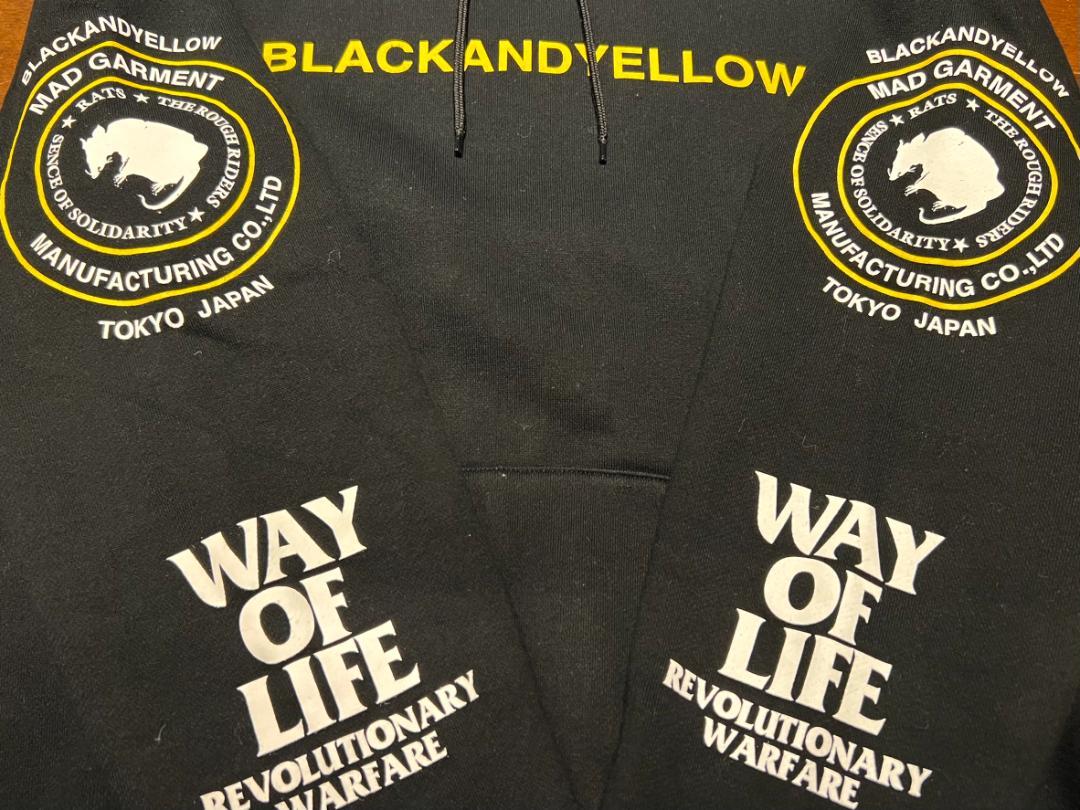 BLACKANDYELLOW
BLACKANDYELLOW
MAD GARMENT
RATS ★ THE ROUGH RIDERS ★
SENCE OF SOLIDARITY ★
MANUFACTURING CO.,LTD
TOKYO JAPAN
BLACKANDYELLOW
MAD GARMENT
RATS ★ THE ROUGH RIDERS ★
SENCE OF SOLIDARITY ★
MANUFACTURING CO.,LTD
TOKYO JAPAN
WAY
OF
LIFE
REVOLUTIONARY
WARFARE
WAY
OF
LIFE
REVOLUTIONARY
WARFARE